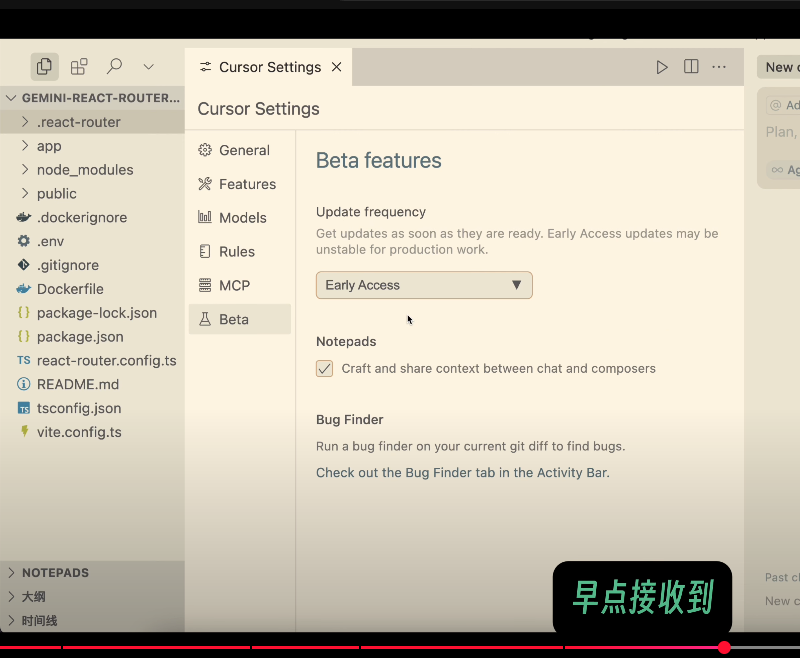 Cursor Settings
New c
GEMINI-REACT-ROUTER...
.react-router
app
node_modules
public
.dockerignore
.env
.gitignore
Dockerfile
{} package-lock.json
{} package.json
TS react-router.config.ts
README.md
TS tsconfig.json
vite.config.ts
NOTEPADS
大纲
时间线
Cursor Settings
General
Features
Models
Rules
MCP
Beta
Beta features
Update frequency
Get updates as soon as they are ready. Early Access updates may be
unstable for production work.
Early Access
Notepads
Craft and share context between chat and composers
Bug Finder
Run a bug finder on your current git diff to find bugs.
Check out the Bug Finder tab in the Activity Bar.
@ Ad
Plan,
∞ Ag
Past c
New c
早点接收到